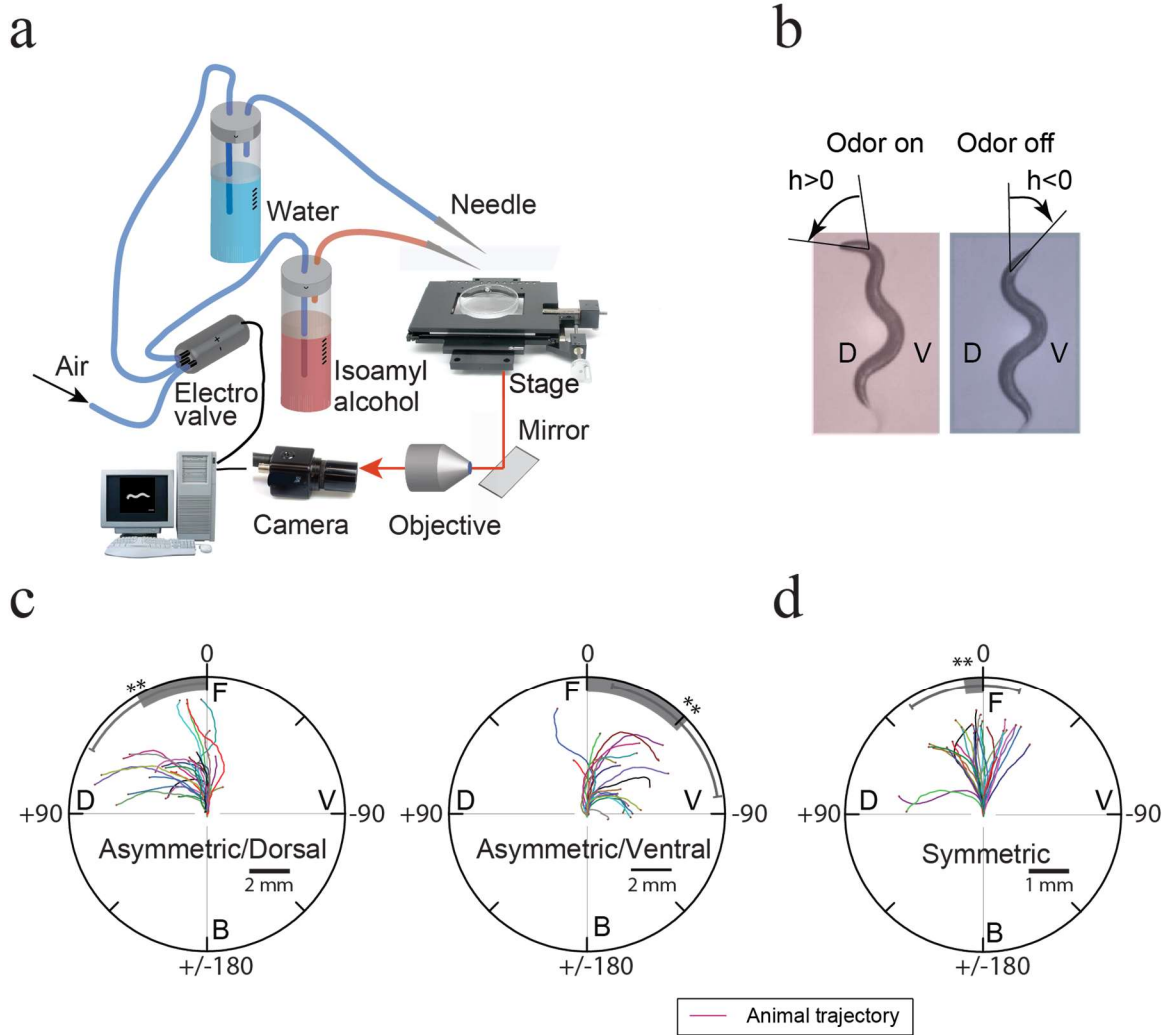 a
b
Odor on
Odor off
h>0
h<0
Needle
Water
D
V
D
V
Air
Electro
valve
Isoamyl
alcohol
Stage
Mirror
Camera
Objective
c
d
0
**
F
D
V
+90
Asymmetric/Dorsal
2 mm
B
+/-180
0
F
**
D
V
-90
+90
-90
Asymmetric/Ventral
2 mm
B
+/-180
0
**
F
D
V
+90
-90
Symmetric
1 mm
B
+/-180
Animal trajectory